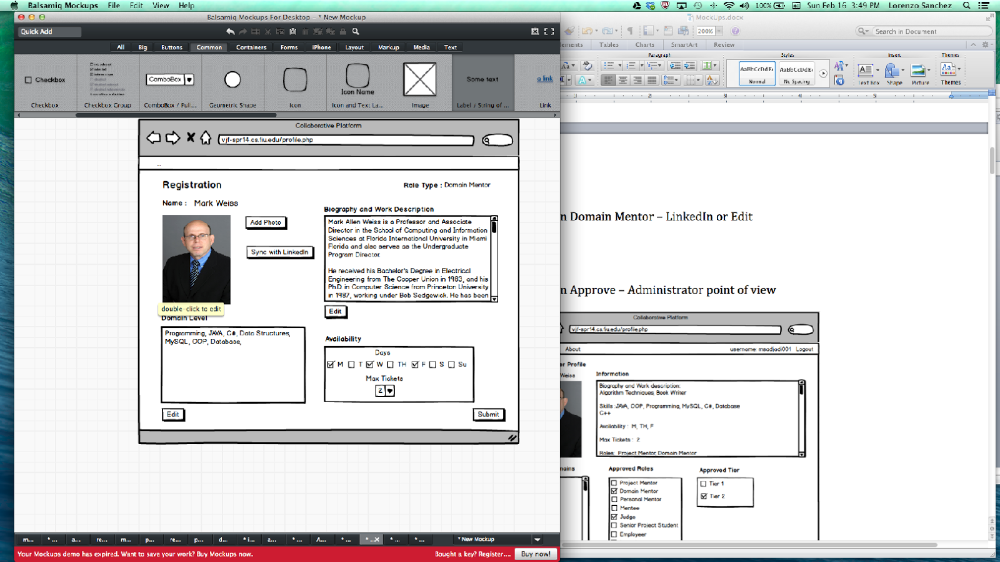 Balsamiq Mockups File Edit View Help
100% Sun Feb 16 3:49 PM Lorenzo Sanchez
Balsamiq Mockups For Desktop - * New Mockup
Quick Add
All Big Buttons Common Containers Forms iPhone Layout Markup Media Text
Checkbox
ComboBox
Icon Name
Some text
a link
Checkbox
Checkbox Group
ComboBox / Pull...
Geometric Shape
Icon
Icon and Text La...
Image
Label / String of ...
Link
Collaborative Platform
vjf-spr14.cs.fiu.edu/profile.php
...
Registration
Role Type : Domain Mentor
Name : Mark Weiss
Add Photo
Sync with LinkedIn
double-click to edit
Domain Level
Programming, JAVA, C#, Data Structures,
MySQL, OOP, Database,
Edit
Biography and Work Description
Mark Allen Weiss is a Professor and Associate
Director in the School of Computing and Information
Sciences at Florida International University in Miami
Florida and also serves as the Undergraduate
Program Director.
He received his Bachelor's Degree in Electrical
Engineering from The Cooper Union in 1983, and his
Ph.D. in Computer Science from Princeton University
in 1987, working under Bob Sedgewick. He has been
Edit
Availability
Days
M T W TH F S Su
Max Tickets
2
Submit
m... * ... a... re... m... p... re... p... d... * i... a... * ... A... * ... * ...X * ... * ...
* New Mockup
Your Mockups demo has expired. Want to save your work? Buy Mockups now.
Bought a key? Register....
Buy now!
MockUps.docx
200%
Search in Document
lements Tables Charts SmartArt Review
Paragraph Styles Insert Themes
AaBbCcDdEe
Normal
AaBbCcDdEe
No Spacing
Text Box
Shape
Picture
Themes
n Domain Mentor – LinkedIn or Edit
n Approve – Administrator point of view
Collaborative Platform
vjf-spr14.cs.fiu.edu/profile.php
About
username: msadjadi001 Logout
or Profile
Weiss
Information
Biography and Work description:
Algorithm Techniques, Book Writer
Skills :JAVA, OOP, Programming, MySQL, C#, Database
C++
Availability : M, TH, F
Max Tickets : 2
Roles: Project Mentor, Domain Mentor
mains
Approved Roles
Project Mentor
Domain Mentor
Personal Mentor
Mentee
Judge
Senior Project Student
Employeer
Approved Tier
Tier 1
Tier 2